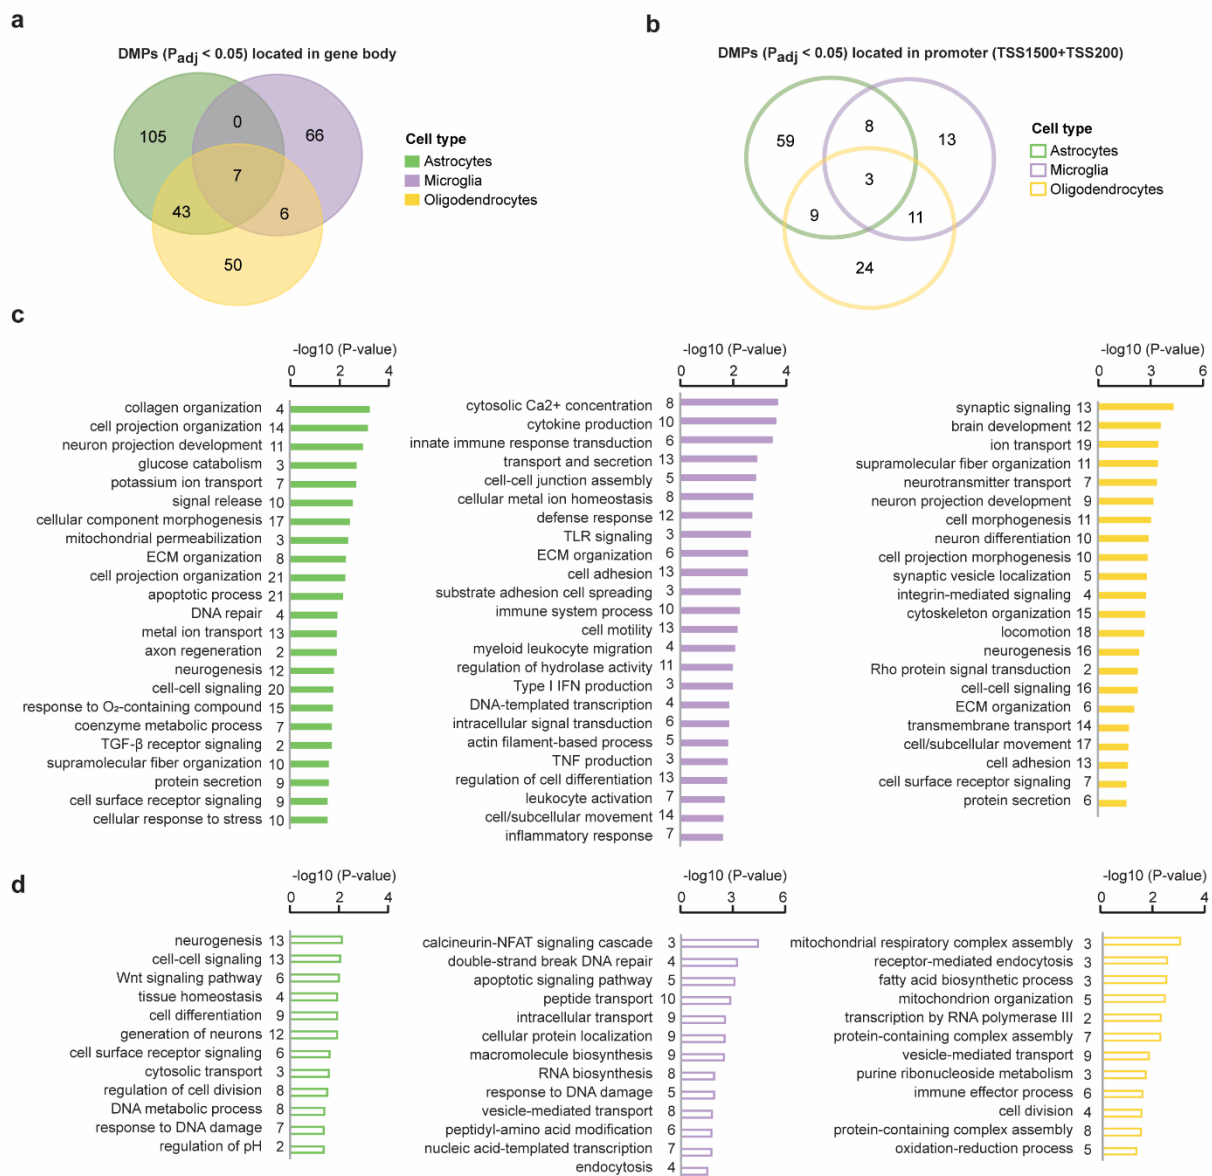 a
DMPs (Padj < 0.05) located in gene body
105
0
66
7
43
6
50
Cell type
Astrocytes
Microglia
Oligodendrocytes
b
DMPs (Padj < 0.05) located in promoter (TSS1500+TSS200)
59
8
13
3
9
11
24
Cell type
Astrocytes
Microglia
Oligodendrocytes
c
-log10 (P-value)
0 2 4
collagen organization 4
cell projection organization 14
neuron projection development 11
glucose catabolism 3
potassium ion transport 7
signal release 10
cellular component morphogenesis 17
mitochondrial permeabilization 3
ECM organization 8
cell projection organization 21
apoptotic process 21
DNA repair 4
metal ion transport 13
axon regeneration 2
neurogenesis 12
cell-cell signaling 20
response to O₂-containing compound 15
coenzyme metabolic process 7
TGF-β receptor signaling 2
supramolecular fiber organization 10
protein secretion 9
cell surface receptor signaling 9
cellular response to stress 10
-log10 (P-value)
0 2 4
cytosolic Ca2+ concentration 8
cytokine production 10
innate immune response transduction 6
transport and secretion 13
cell-cell junction assembly 5
cellular metal ion homeostasis 8
defense response 12
TLR signaling 3
ECM organization 6
cell adhesion 13
substrate adhesion cell spreading 3
immune system process 10
cell motility 13
myeloid leukocyte migration 4
regulation of hydrolase activity 11
Type I IFN production 3
DNA-templated transcription 4
intracellular signal transduction 6
actin filament-based process 5
TNF production 3
regulation of cell differentiation 13
leukocyte activation 7
cell/subcellular movement 14
inflammatory response 7
-log10 (P-value)
0 3 6
synaptic signaling 13
brain development 12
ion transport 19
supramolecular fiber organization 11
neurotransmitter transport 7
neuron projection development 9
cell morphogenesis 11
neuron differentiation 10
cell projection morphogenesis 10
synaptic vesicle localization 5
integrin-mediated signaling 4
cytoskeleton organization 15
locomotion 18
neurogenesis 16
Rho protein signal transduction 2
cell-cell signaling 16
ECM organization 6
transmembrane transport 14
cell/subcellular movement 17
cell adhesion 13
cell surface receptor signaling 7
protein secretion 6
d
-log10 (P-value)
0 2 4
neurogenesis 13
cell-cell signaling 13
Wnt signaling pathway 6
tissue homeostasis 4
cell differentiation 9
generation of neurons 12
cell surface receptor signaling 6
cytosolic transport 3
regulation of cell division 8
DNA metabolic process 8
response to DNA damage 7
regulation of pH 2
-log10 (P-value)
0 3 6
calcineurin-NFAT signaling cascade 3
double-strand break DNA repair 4
apoptotic signaling pathway 5
peptide transport 10
intracellular transport 9
cellular protein localization 9
macromolecule biosynthesis 9
RNA biosynthesis 8
response to DNA damage 5
vesicle-mediated transport 8
peptidyl-amino acid modification 6
nucleic acid-templated transcription 7
endocytosis 4
-log10 (P-value)
0 2 4
mitochondrial respiratory complex assembly 3
receptor-mediated endocytosis 3
fatty acid biosynthetic process 3
mitochondrion organization 5
transcription by RNA polymerase III 2
protein-containing complex assembly 7
vesicle-mediated transport 9
purine ribonucleoside metabolism 3
immune effector process 6
cell division 4
protein-containing complex assembly 8
oxidation-reduction process 5